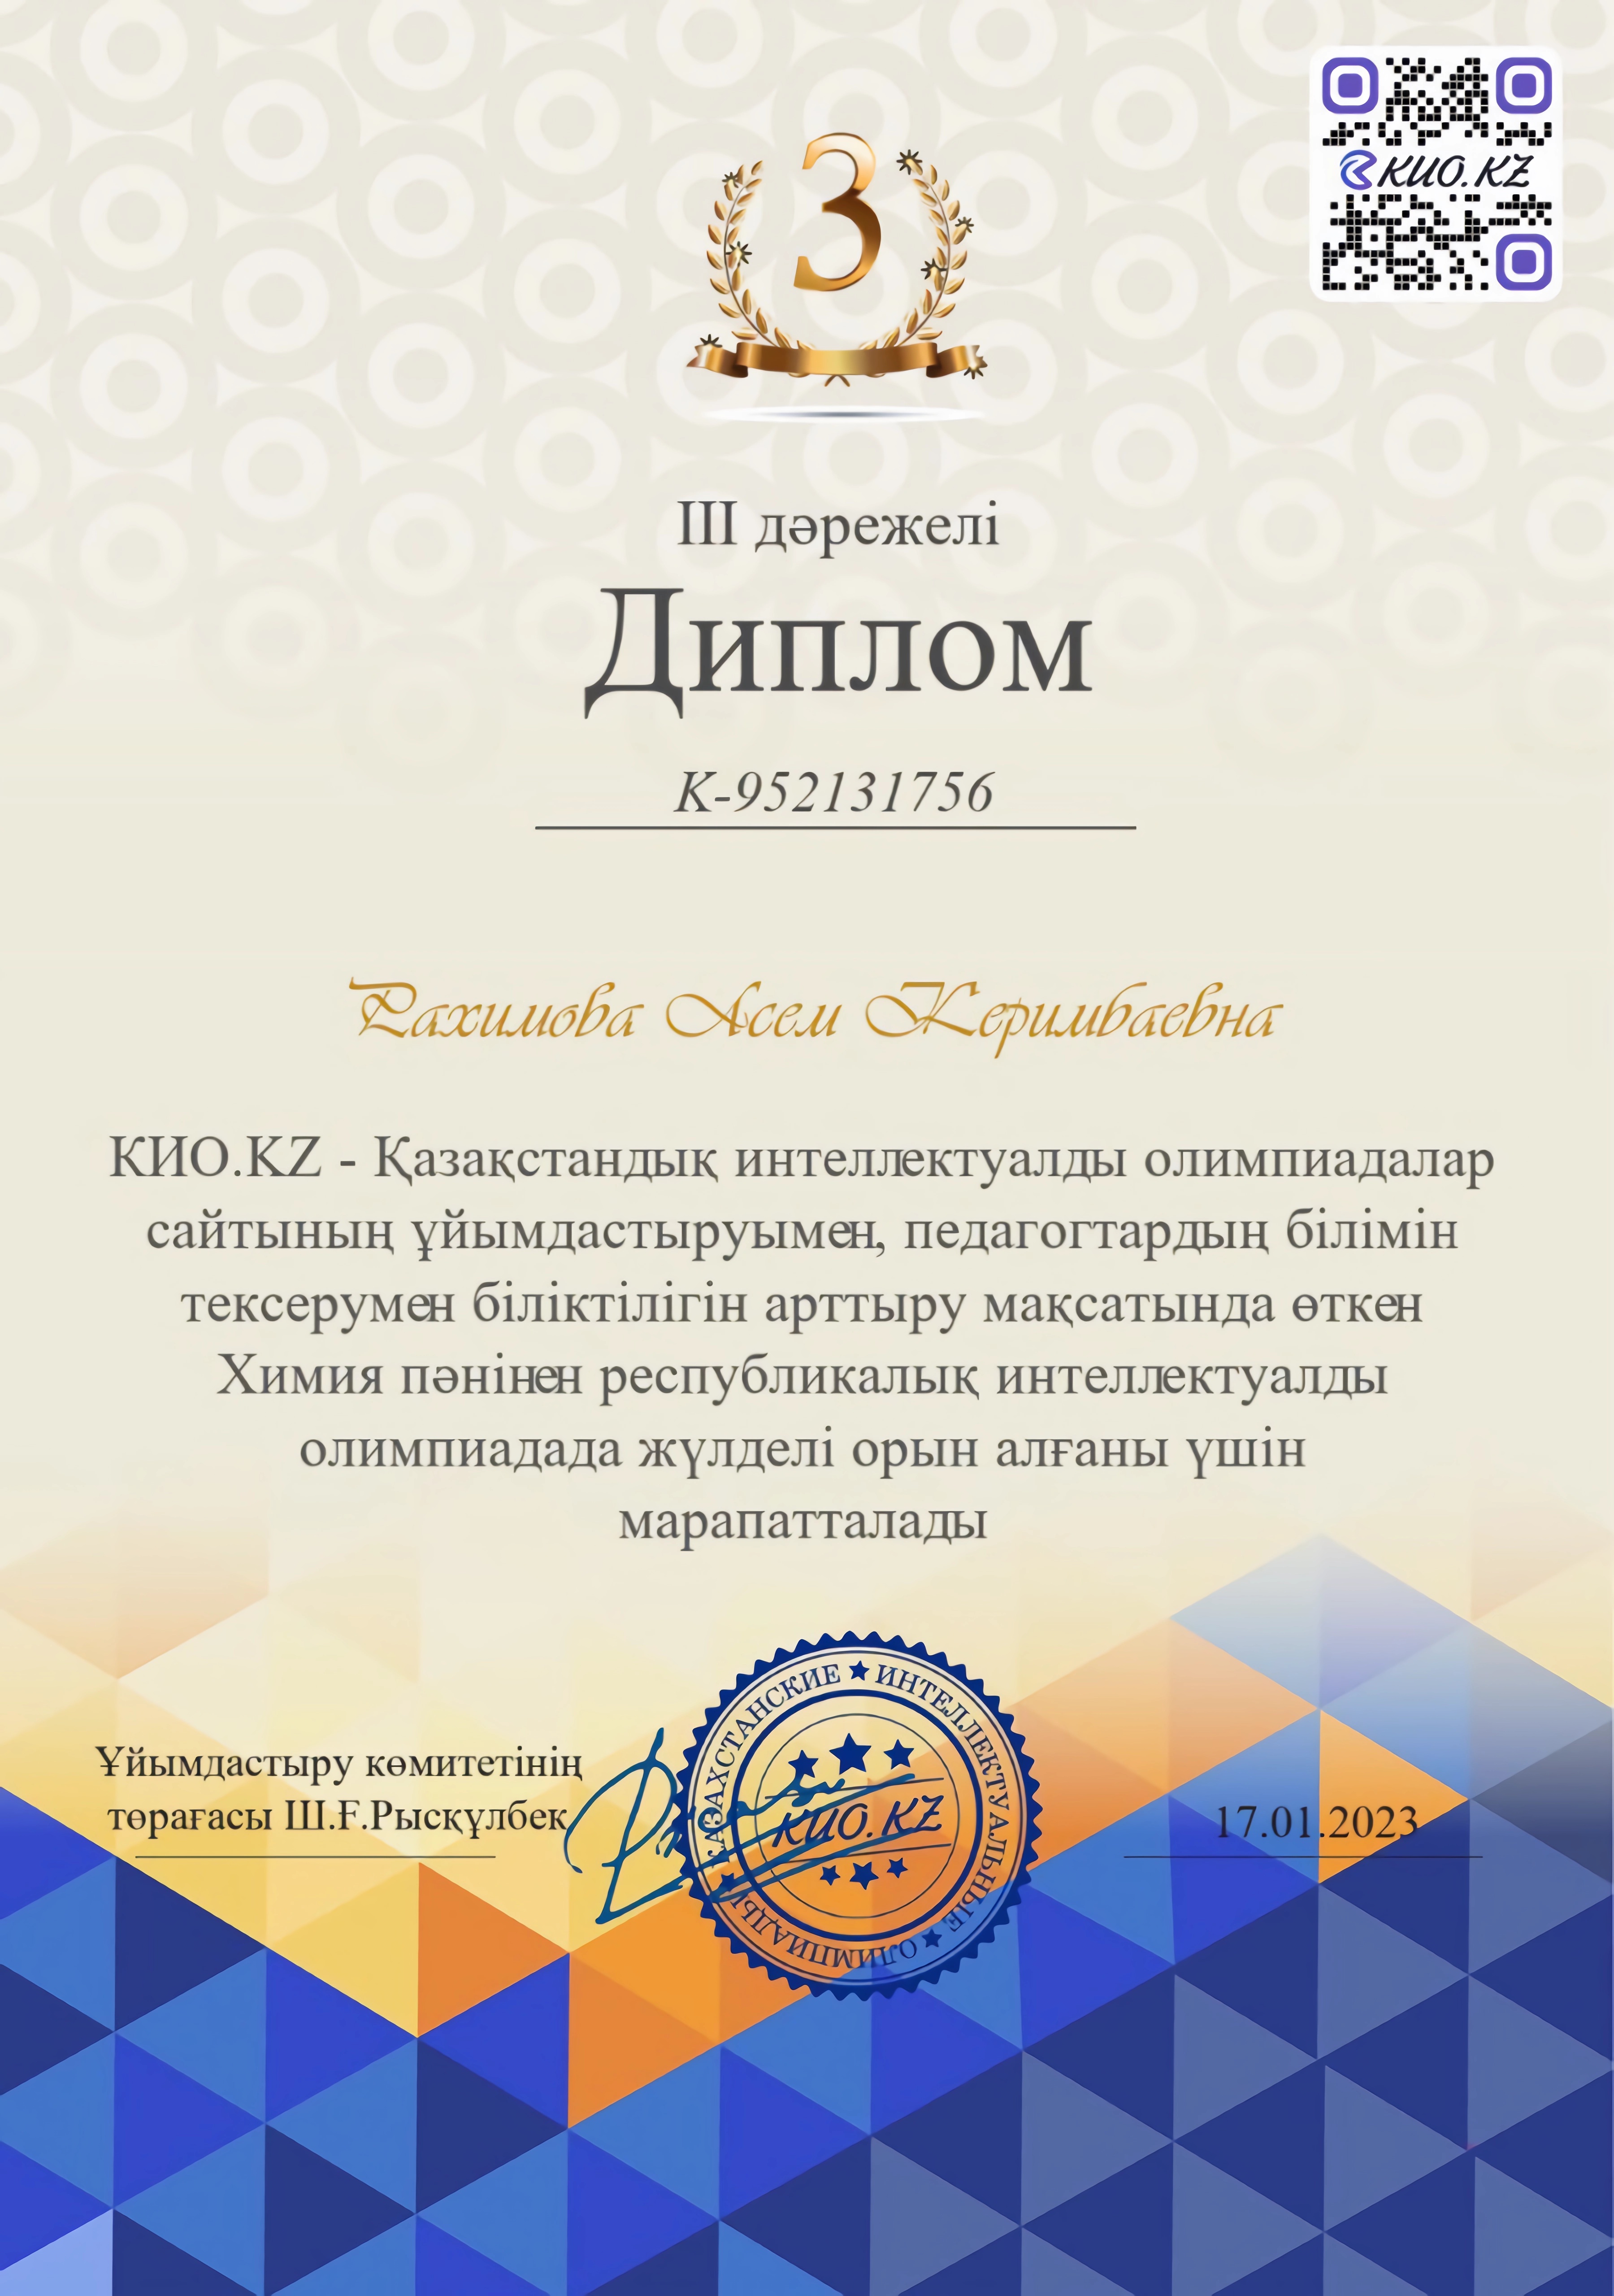 КИО.KZ
3
III дәрежелі
Диплом
К-952131756
Рахимова Асем Керимбаевна
КИО.KZ - Қазақстандық интеллектуалды олимпиадалар
сайтының ұйымдастыруымен, педагогтардың білімін
тексерумен біліктілігін арттыру мақсатында өткен
Химия пәнінен республикалық интеллектуалды
олимпиадада жүлделі орын алғаны үшін
марапатталады
Ұйымдастыру комитетінің
төрағасы Ш.Ғ.Рысқұлбек
КАЗАХСТАНСКИЕ ★ ИНТЕЛЛЕКТУАЛЬНЫЕ ★ ОЛИМПИАДЫ ★
КИО.KZ
17.01.2023